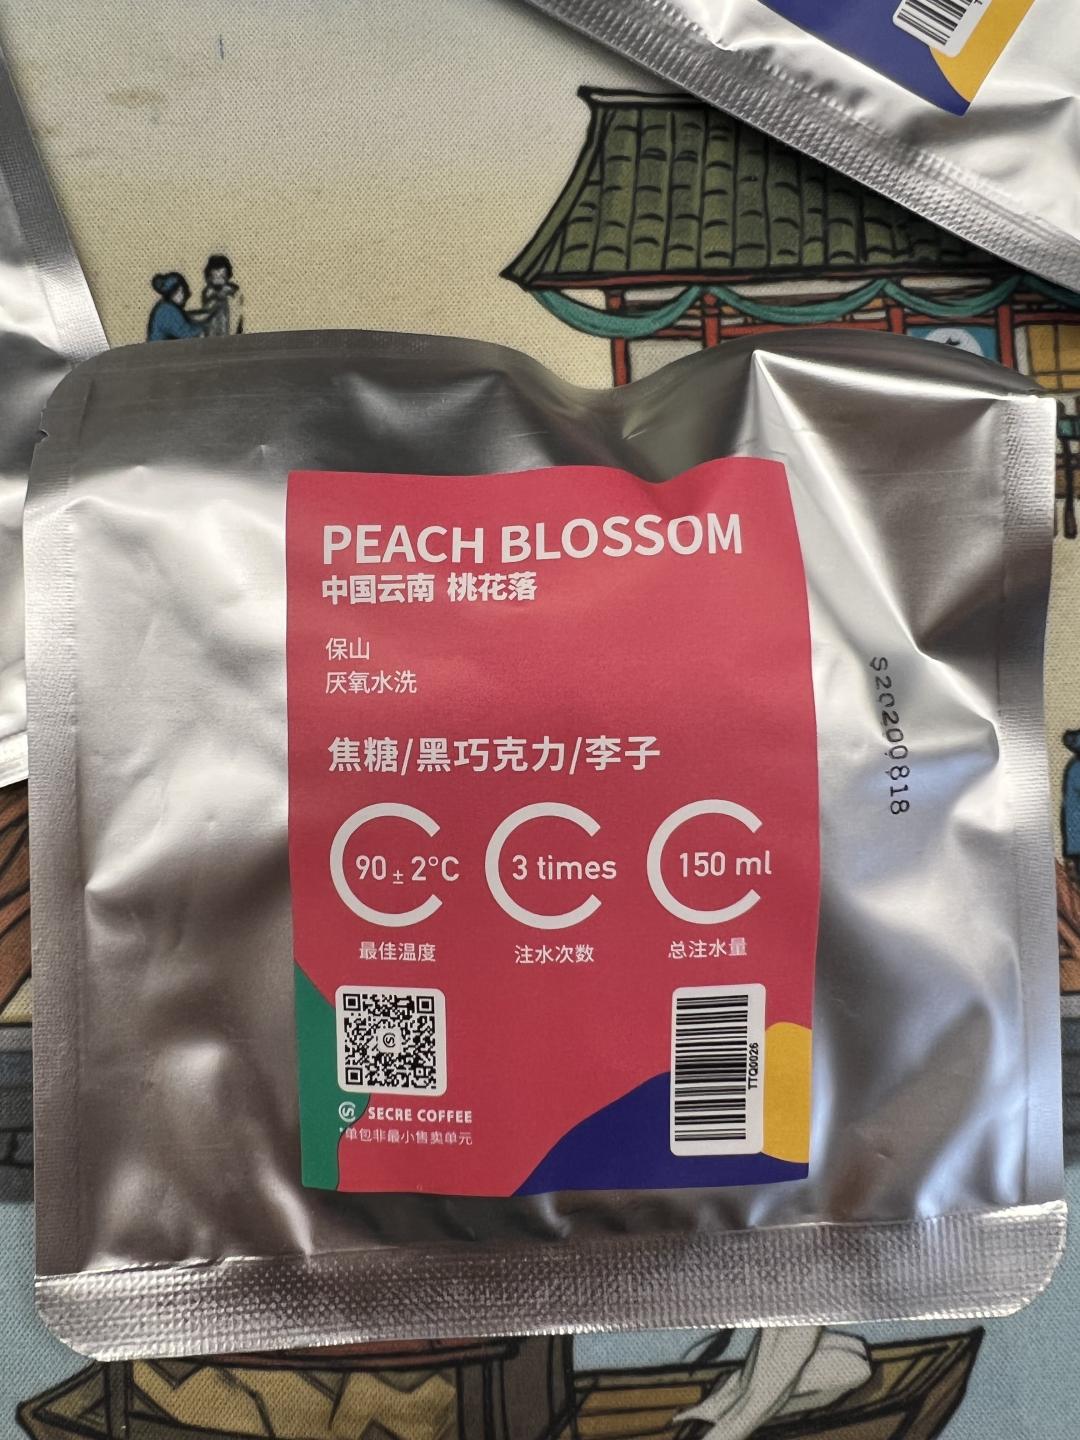 PEACH BLOSSOM
中国云南 桃花落
保山
厌氧水洗
焦糖/黑巧克力/李子
90±2°C
3 times
150 ml
最佳温度
注水次数
总注水量
SECRE COFFEE
*单包非最小售卖单元
TTQ0026
S20200818